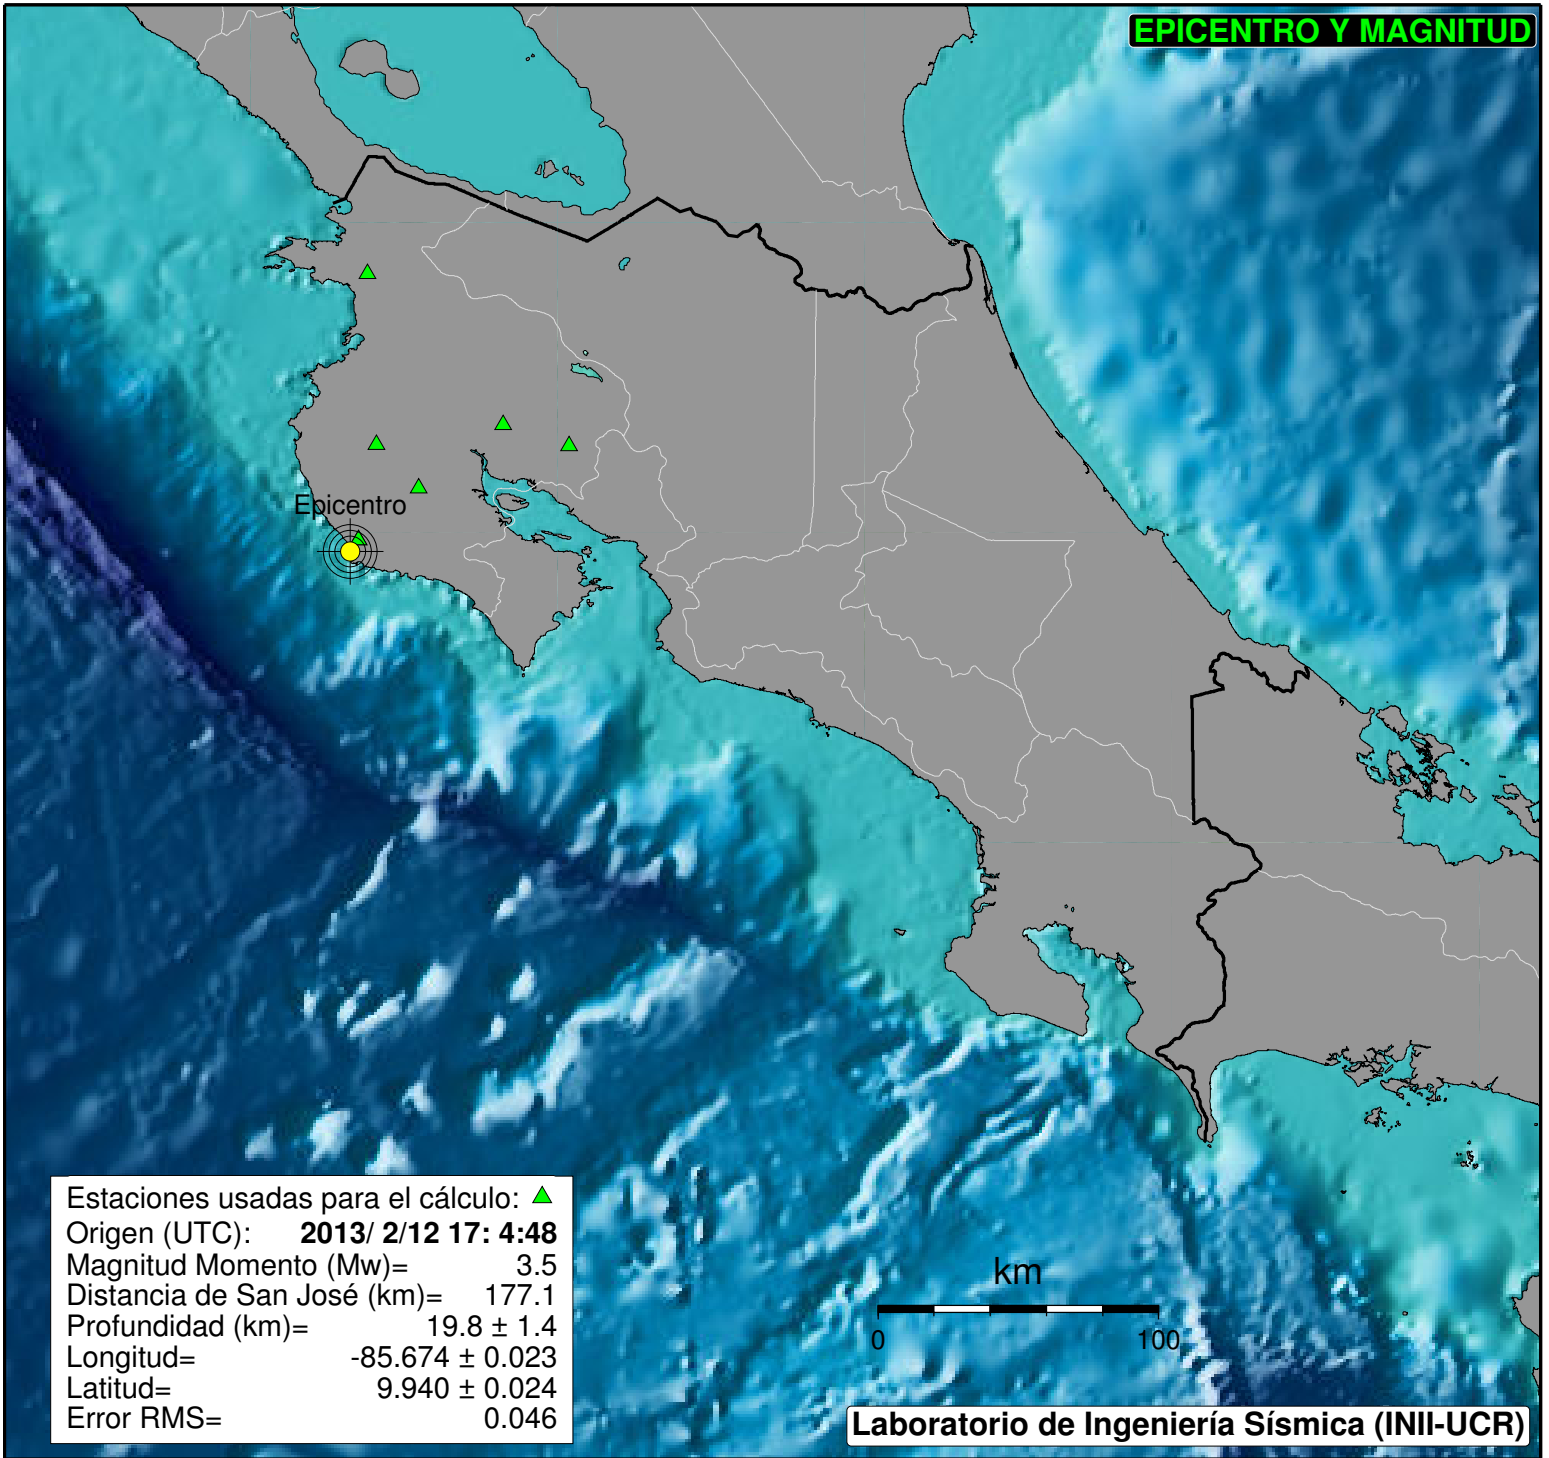 EPICENTRO Y MAGNITUD
Epicentro
Estaciones usadas para el cálculo:
Origen (UTC): 2013/ 2/12 17: 4:48
Magnitud Momento (Mw)= 3.5
Distancia de San José (km)= 177.1
Profundidad (km)= 19.8 ± 1.4
Longitud= -85.674 ± 0.023
Latitud= 9.940 ± 0.024
Error RMS= 0.046
km
0 100
Laboratorio de Ingeniería Sísmica (INII-UCR)